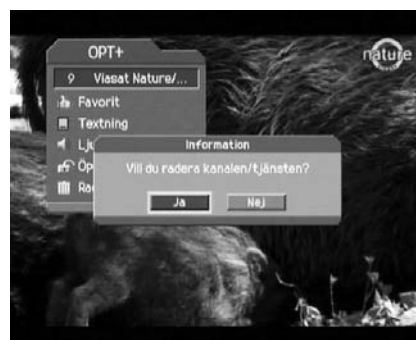 nature
OPT+
9 Viasat Nature/...
Favorit
Textning
Information
Vill du radera kanalen/tjänsten?
Ja Nej